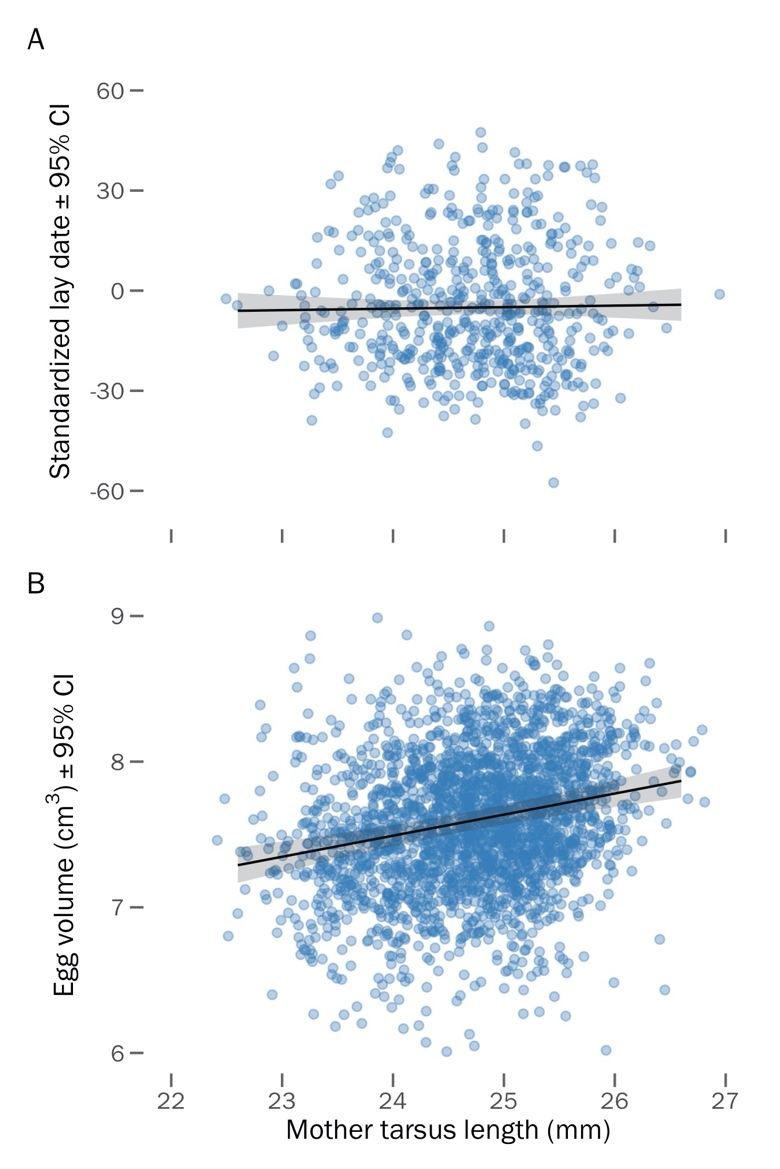 A
Standardized lay date ± 95% CI
60
30
0
-30
-60
B
Egg volume (cm³) ± 95% CI
9
8
7
6
22 23 24 25 26 27
Mother tarsus length (mm)